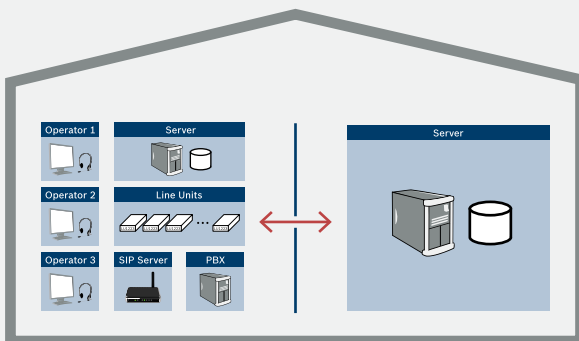 Operator 1
Server
Operator 2
Line Units
...
Operator 3
SIP Server
PBX
Server